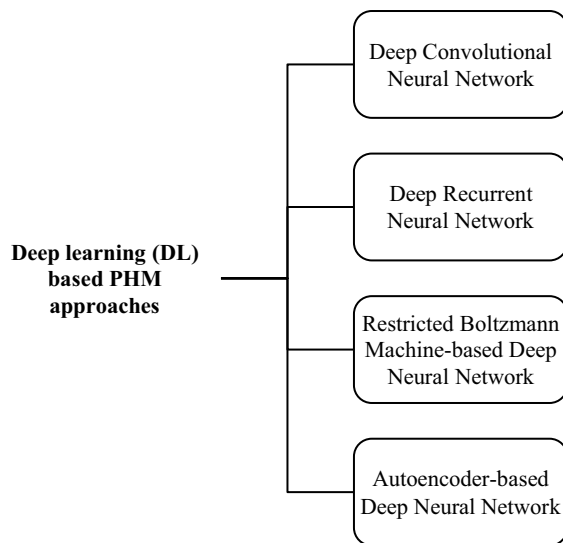 Deep Convolutional
Neural Network
Deep Recurrent
Neural Network
Deep learning (DL)
based PHM
approaches
Restricted Boltzmann
Machine-based Deep
Neural Network
Autoencoder-based
Deep Neural Network